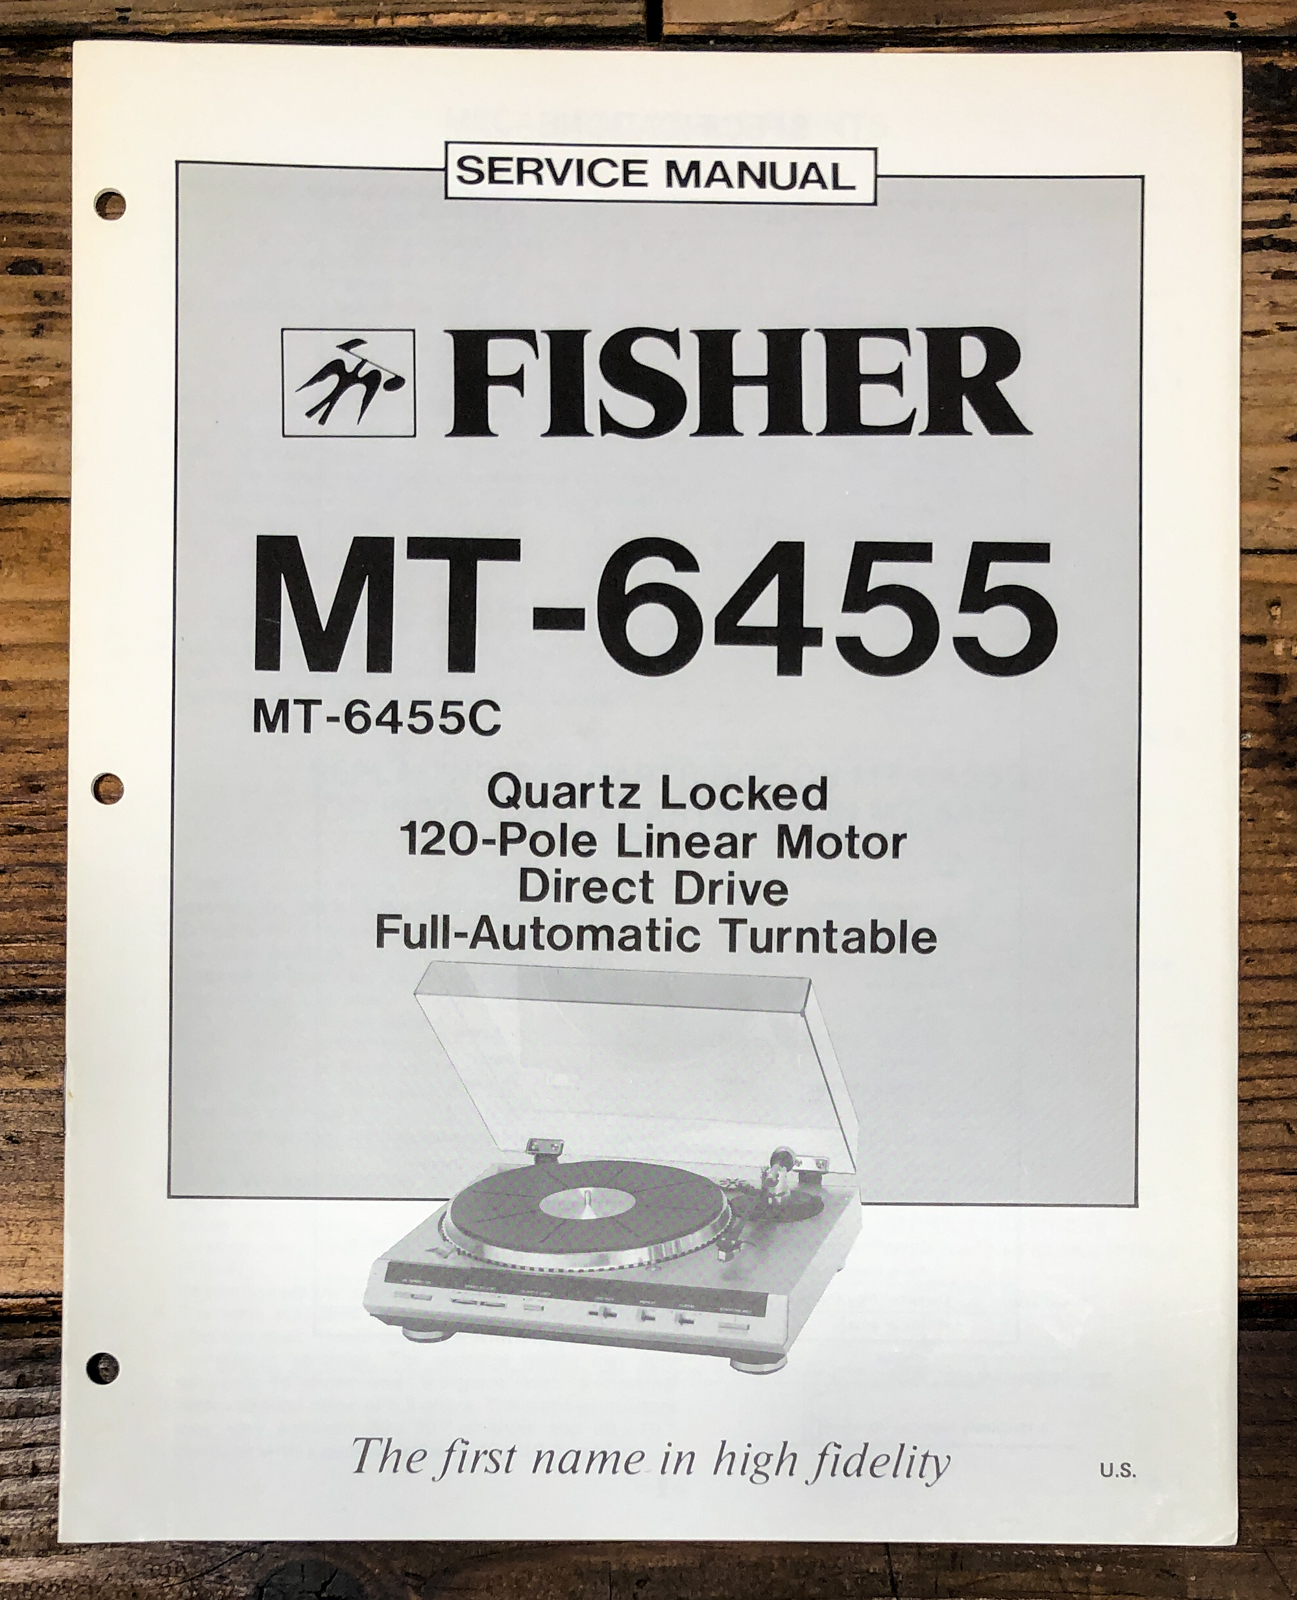 SERVICE MANUAL
FISHER
MT-6455
MT-6455C
Quartz Locked
120-Pole Linear Motor
Direct Drive
Full-Automatic Turntable
The first name in high fidelity
U.S.